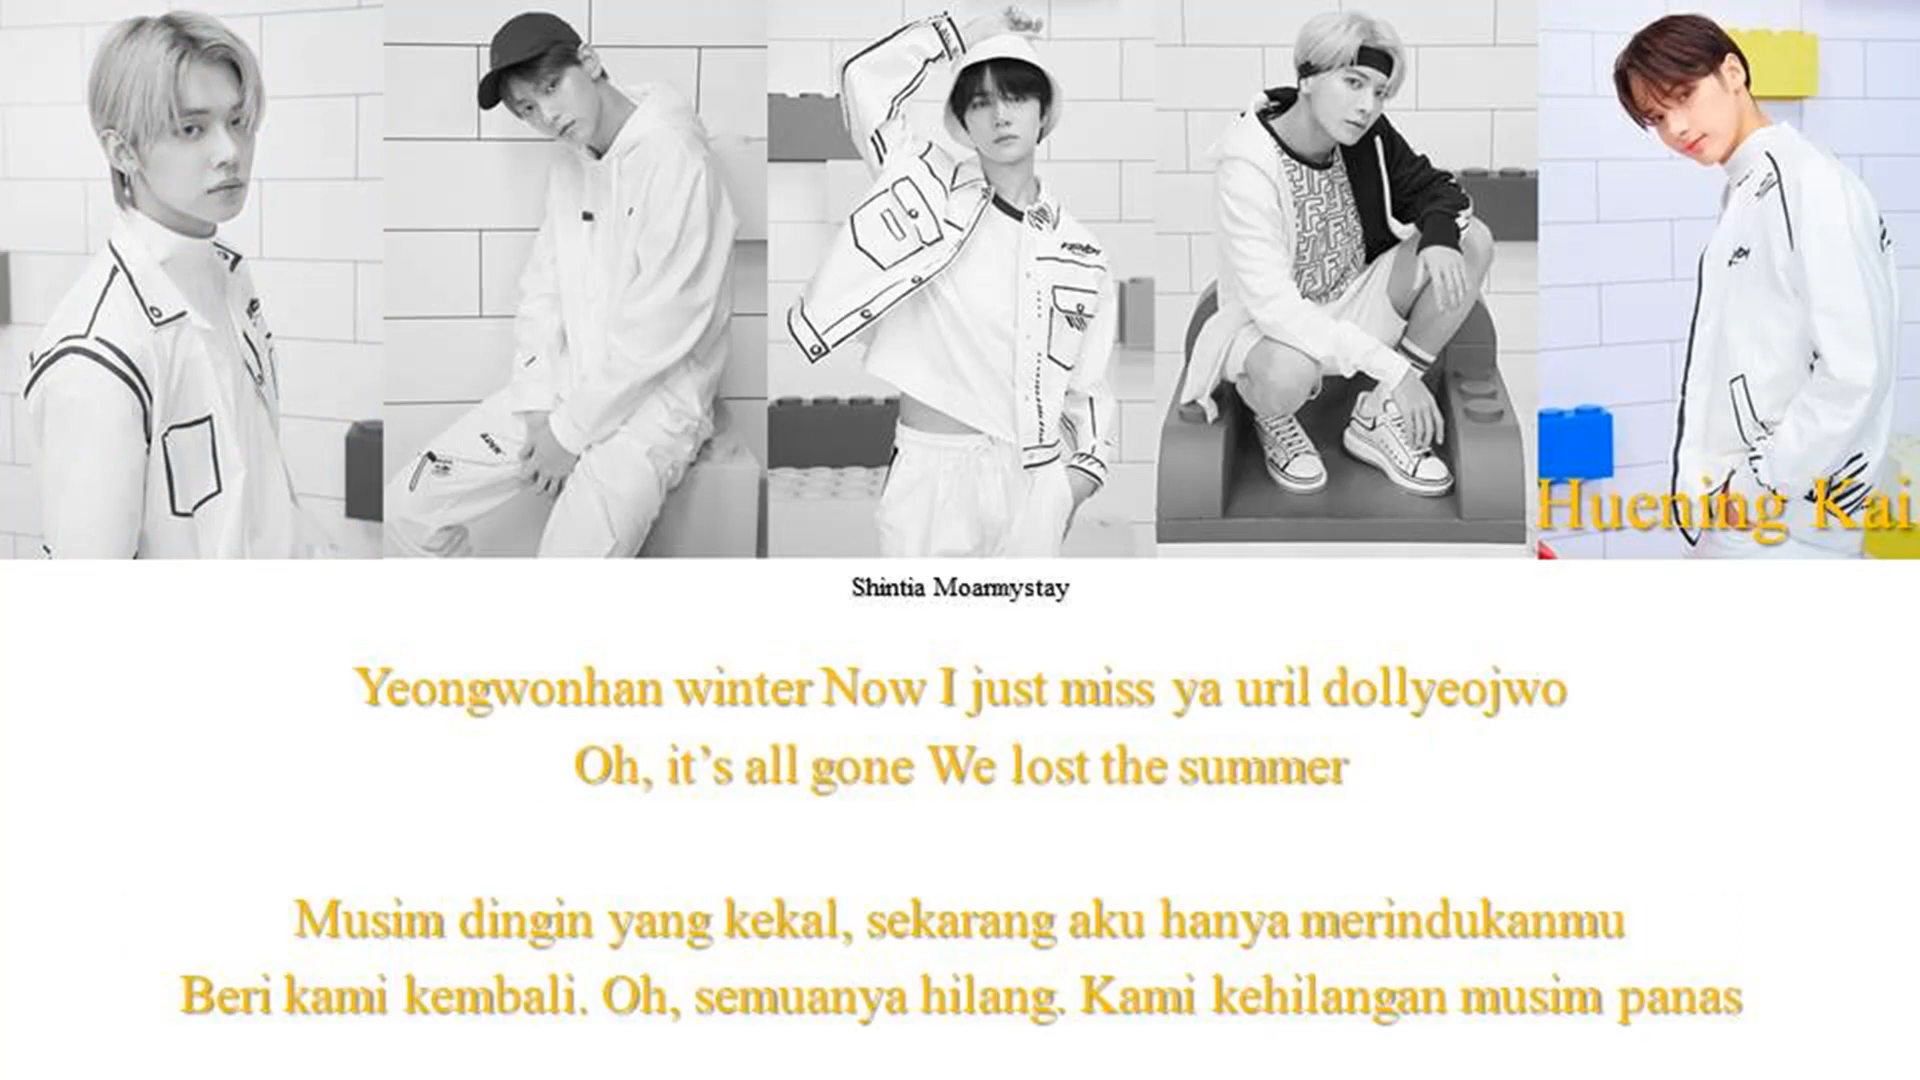 Huening Kai
Shintia Moarmystay
Yeongwonhan winter Now I just miss ya uril dollyeojwo
Oh, it’s all gone We lost the summer
Musim dingin yang kekal, sekarang aku hanya merindukanmu
Beri kami kembali. Oh, semuanya hilang. Kami kehilangan musim panas